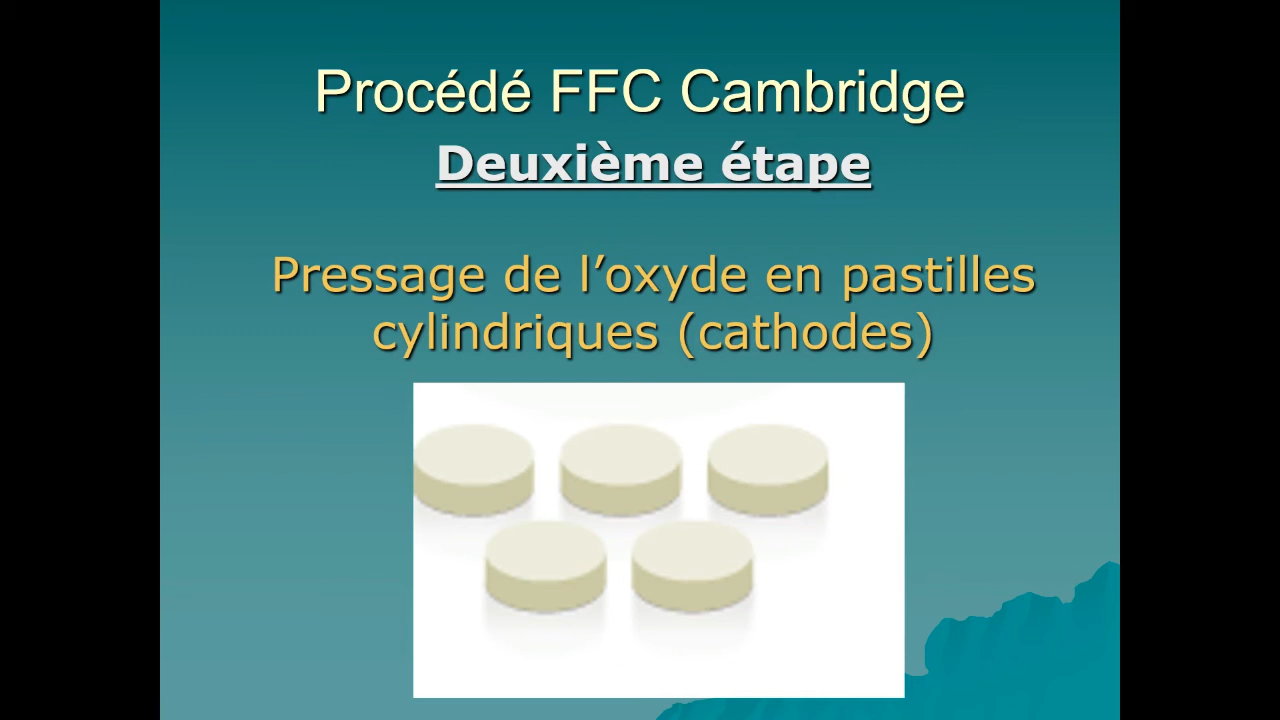 Procédé FFC Cambridge
Deuxième étape
Pressage de l’oxyde en pastilles
cylindriques (cathodes)